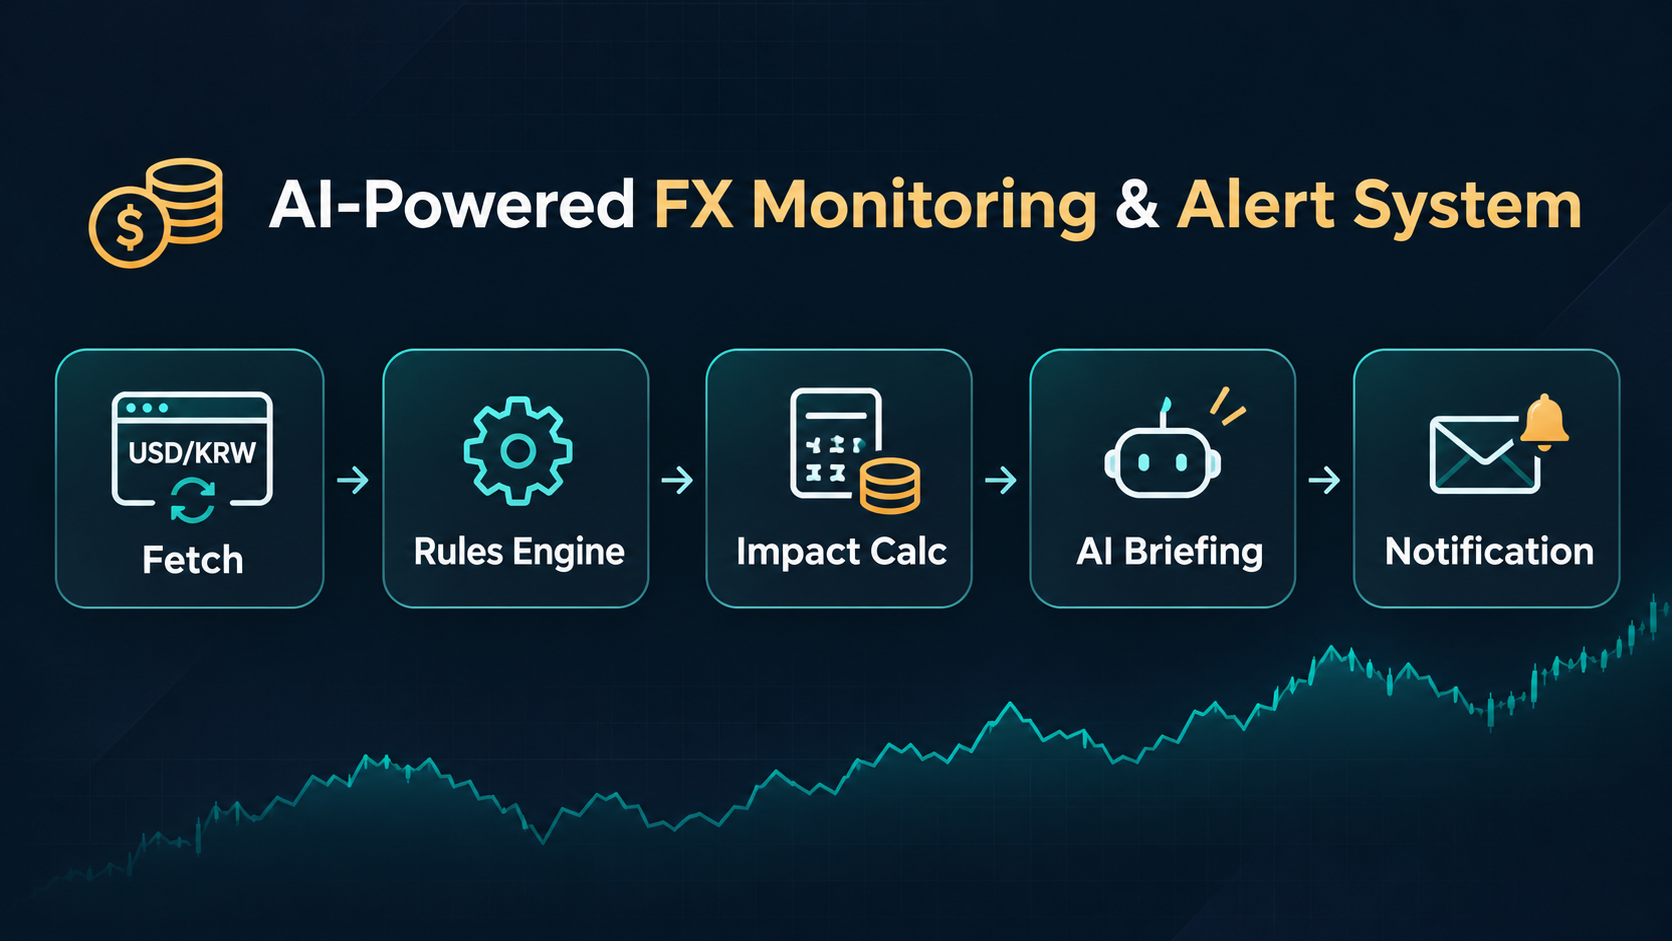 $
AI-Powered FX Monitoring & Alert System
USD/KRW
Fetch
Rules Engine
Impact Calc
AI Briefing
Notification